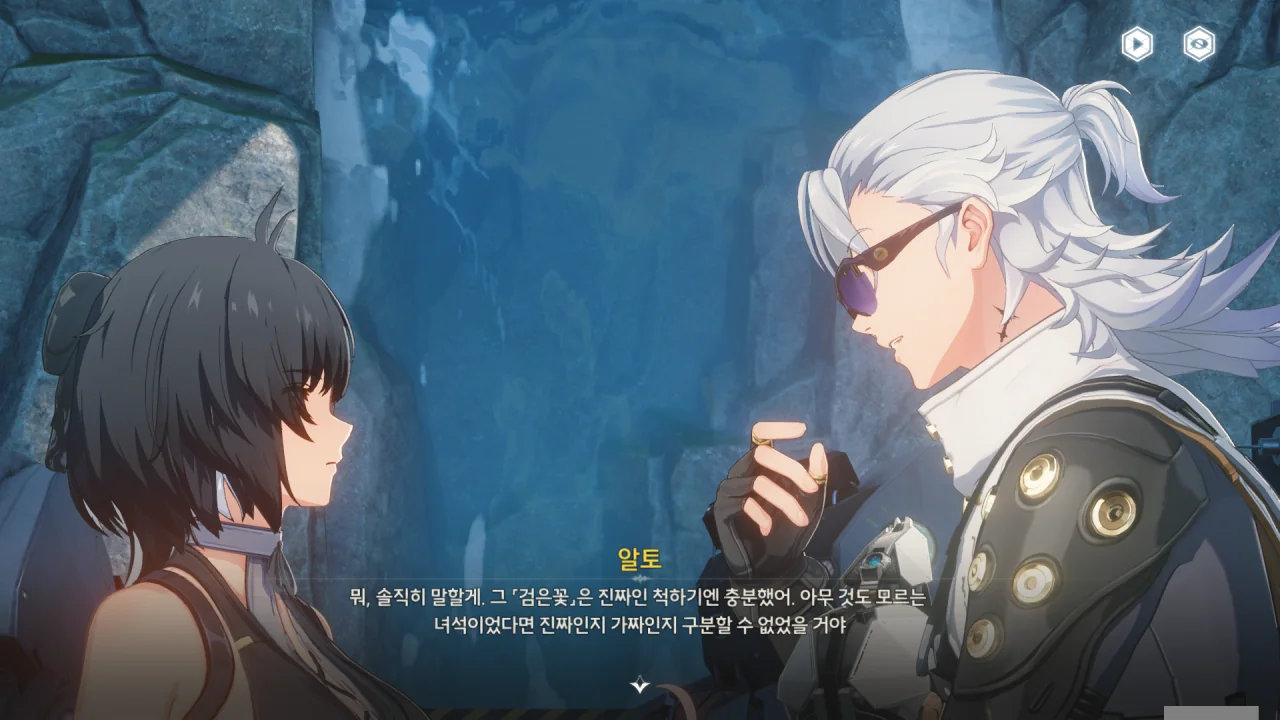 알토
뭐, 솔직히 말할게. 그 「검은꽃」은 진짜인 척하기엔 충분했어. 아무 것도 모르는
녀석이었다면 진짜인지 가짜인지 구분할 수 없었을 거야